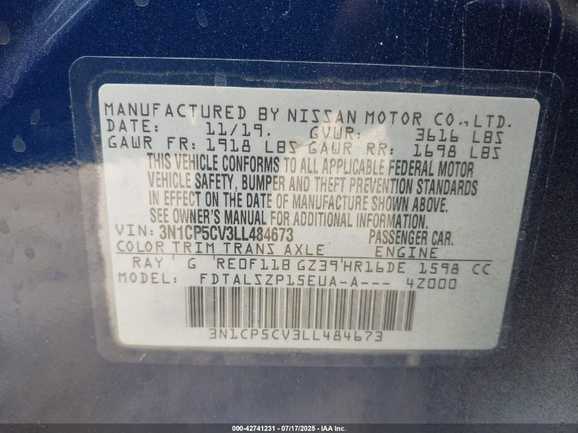 MANUFACTURED BY NISSAN MOTOR CO.,LTD.
DATE: 11/19. GVWR: 3616 LBS
GAWR FR: 1918 LBS GAWR RR: 1698 LBS
THIS VEHICLE CONFORMS TO ALL APPLICABLE FEDERAL MOTOR
VEHICLE SAFETY, BUMPER AND THEFT PREVENTION STANDARDS
IN EFFECT ON THE DATE OF MANUFACTURE SHOWN ABOVE.
SEE OWNER'S MANUAL FOR ADDITIONAL INFORMATION.
VIN: 3N1CP5CV3LL484673 PASSENGER CAR.
COLOR TRIM TRANS AXLE ENGINE
RAY G RE0F11B GZ39 HR16DE 1598 CC
MODEL: FDTALSZP15EUA-A--- 4Z000
3N1CP5CV3LL484673
000-42741231 - 07/17/2025 - IAA Inc.